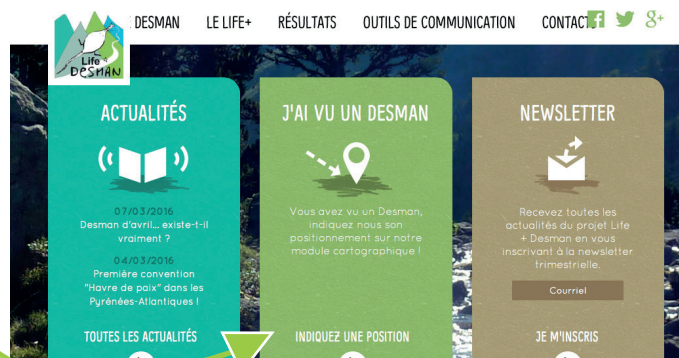 DESMAN LE LIFE+ RÉSULTATS OUTILS DE COMMUNICATION CONTACT
8+
Life
DESMAN
ACTUALITÉS
07/03/2016
Desman d'avril... existe-t-il
vraiment ?
04/03/2016
Première convention
"Havre de paix" dans les
Pyrénées-Atlantiques !
TOUTES LES ACTUALITÉS
J'AI VU UN DESMAN
Vous avez vu un Desman,
indiquez nous son
positionnement sur notre
module cartographique !
INDIQUEZ UNE POSITION
NEWSLETTER
Recevez toutes les
actualités du projet Life
+ Desman en vous
inscrivant à la newsletter
trimestrielle.
Courriel
JE M'INSCRIS